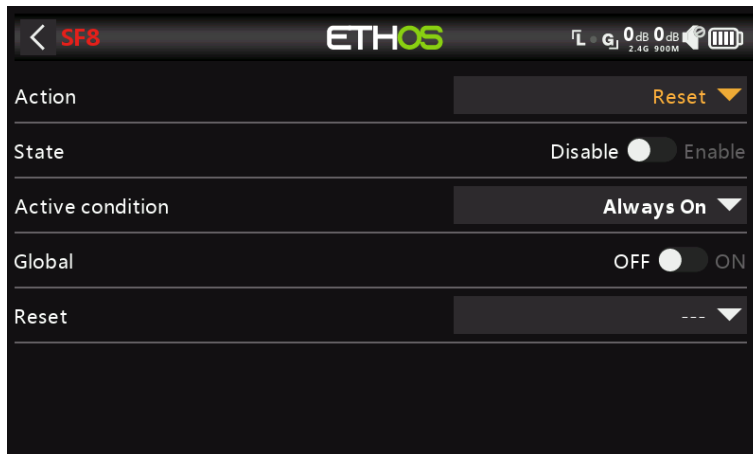 SF8 ETHOS L G 0dB 0dB
2.4G 900M
Action Reset
State Disable Enable
Active condition Always On
Global OFF ON
Reset ---